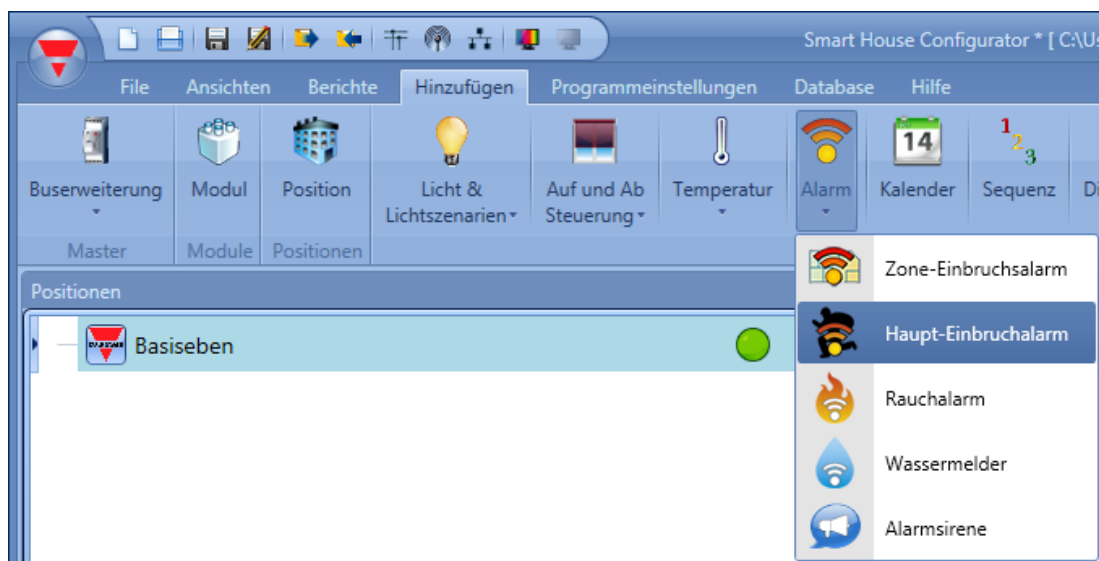 Smart House Configurator * [ C:\Us
File Ansichten Berichte Hinzufügen Programmeinstellungen Database Hilfe
14
1
2
3
Buserweiterung Modul Position Licht & Auf und Ab Temperatur Alarm Kalender Sequenz Di
Lichtszenarien Steuerung
Master Module Positionen
Zone-Einbruchsalarm
Positionen
Haupt-Einbruchalarm
Basiseben
Rauchalarm
Wassermelder
Alarmsirene